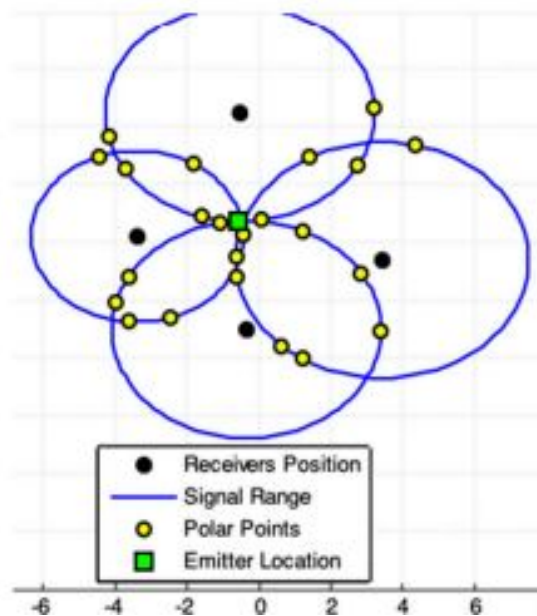 Receivers Position
Signal Range
Polar Points
Emitter Location
-6 -4 -2 0 2 4 6